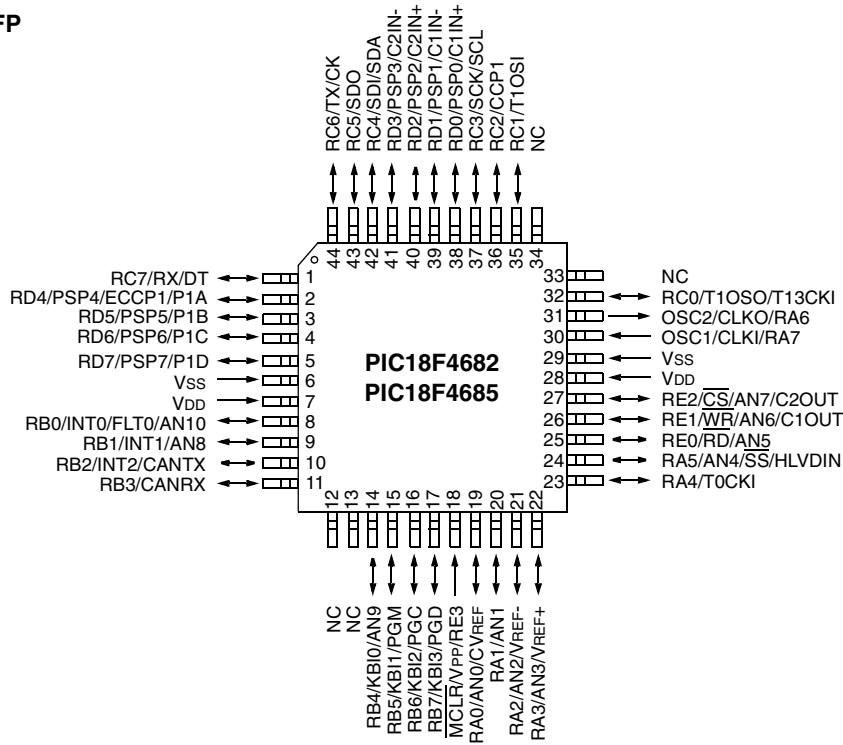 FP
RC6/TX/CK
RC5/SDO
RC4/SDI/SDA
RD3/PSP3/C2IN-
RD2/PSP2/C2IN+
RD1/PSP1/C1IN-
RD0/PSP0/C1IN+
RC3/SCK/SCL
RC2/CCP1
RC1/T1OSI
NC
44
43
42
41
40
39
38
37
36
35
34
RC7/RX/DT 1
RD4/PSP4/ECCP1/P1A 2
RD5/PSP5/P1B 3
RD6/PSP6/P1C 4
RD7/PSP7/P1D 5
VSS 6
VDD 7
RB0/INT0/FLT0/AN10 8
RB1/INT1/AN8 9
RB2/INT2/CANTX 10
RB3/CANRX 11
PIC18F4682
PIC18F4685
33 NC
32 RC0/T1OSO/T13CKI
31 OSC2/CLKO/RA6
30 OSC1/CLKI/RA7
29 VSS
28 VDD
27 RE2/CS/AN7/C2OUT
26 RE1/WR/AN6/C1OUT
25 RE0/RD/AN5
24 RA5/AN4/SS/HLVDIN
23 RA4/T0CKI
12
13
14
15
16
17
18
19
20
21
22
NC
NC
RB4/KBI0/AN9
RB5/KBI1/PGM
RB6/KBI2/PGC
RB7/KBI3/PGD
MCLR/VPP/RE3
RA0/AN0/CVREF
RA1/AN1
RA2/AN2/VREF-
RA3/AN3/VREF+